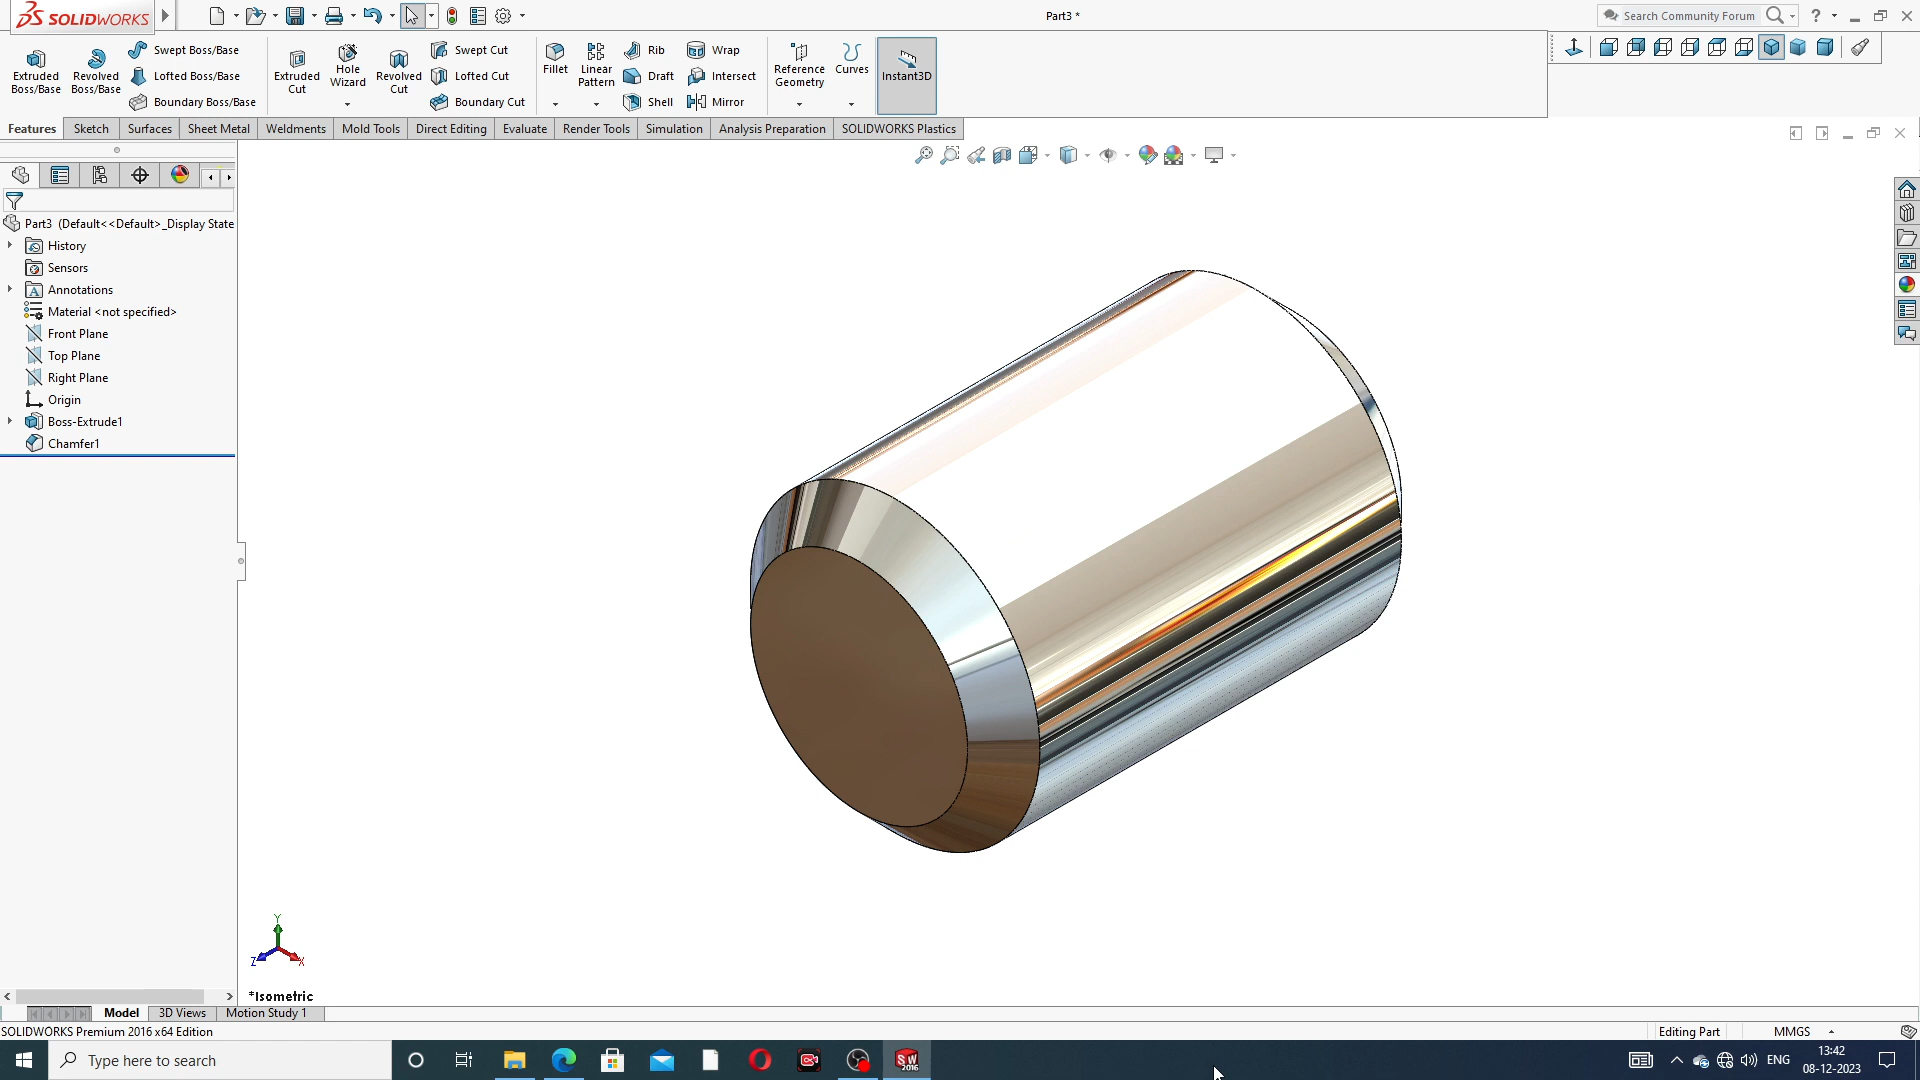 SOLIDWORKS
Part3 *
Search Community Forum
?
Extruded
Boss/Base
Revolved
Boss/Base
Swept Boss/Base
Lofted Boss/Base
Boundary Boss/Base
Extruded
Cut
Hole
Wizard
Revolved
Cut
Swept Cut
Lofted Cut
Boundary Cut
Fillet
Linear
Pattern
Rib
Draft
Shell
Wrap
Intersect
Mirror
Reference
Geometry
Curves
Instant3D
Features
Sketch
Surfaces
Sheet Metal
Weldments
Mold Tools
Direct Editing
Evaluate
Render Tools
Simulation
Analysis Preparation
SOLIDWORKS Plastics
Part3 (Default<<Default>_Display State
History
Sensors
A Annotations
Material <not specified>
Front Plane
Top Plane
Right Plane
Origin
Boss-Extrude1
Chamfer1
Y
Z X
*Isometric
Model
3D Views
Motion Study 1
SOLIDWORKS Premium 2016 x64 Edition
Editing Part
MMGS
Type here to search
SW
2016
ENG
13:42
08-12-2023